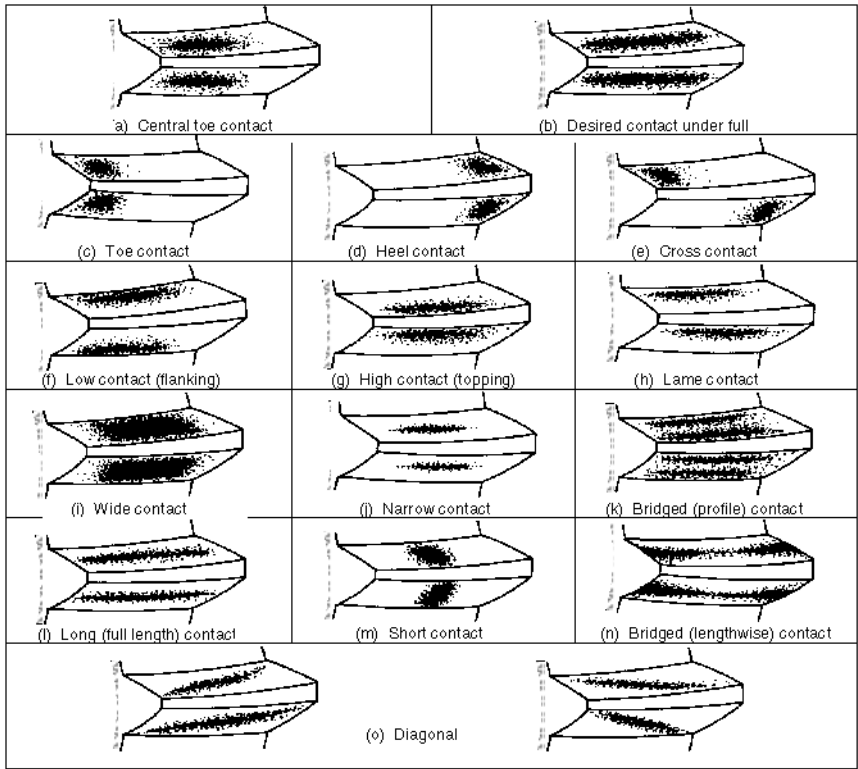 (a) Central toe contact
(b) Desired contact under full
(c) Toe contact
(d) Heel contact
(e) Cross contact
(f) Low contact (flanking)
(g) High contact (topping)
(h) Lame contact
(i) Wide contact
(j) Narrow contact
(k) Bridged (profile) contact
(l) Long (full length) contact
(m) Short contact
(n) Bridged (lengthwise) contact
(o) Diagonal